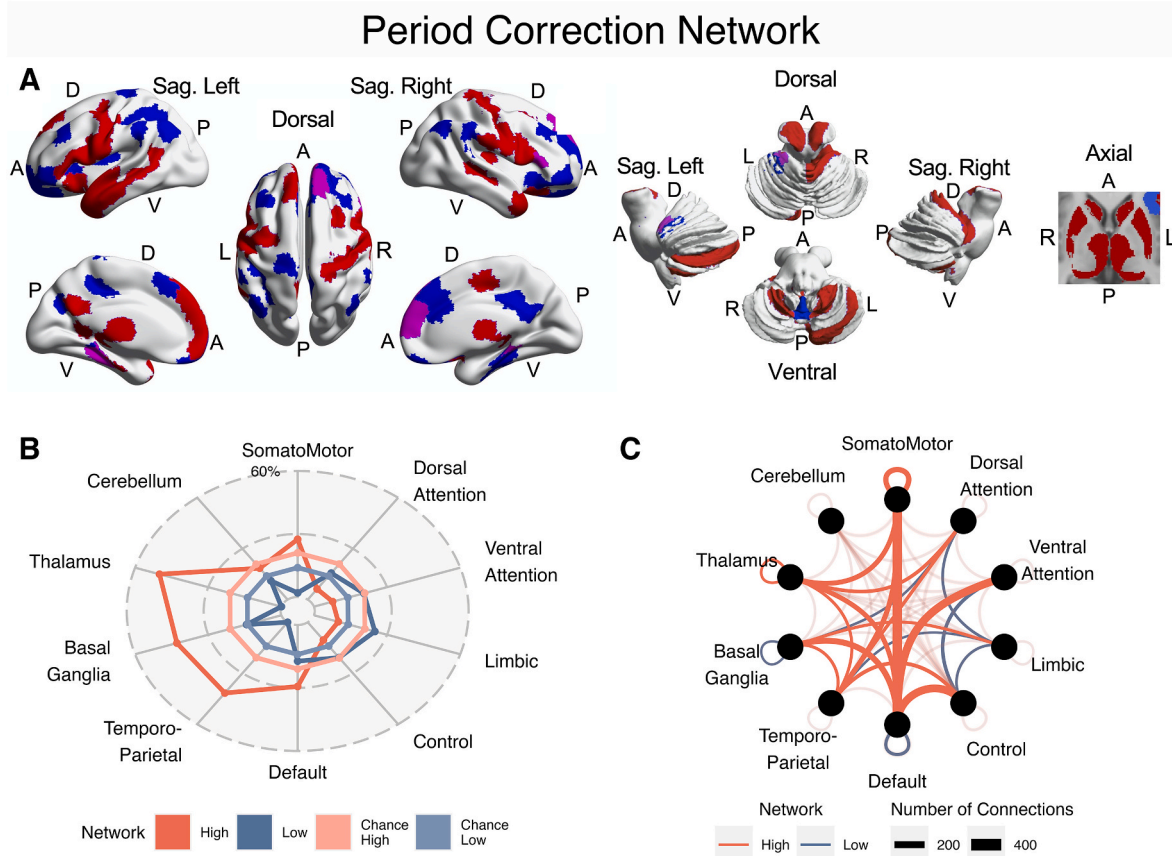 Period Correction Network
A
D
Sag. Left
P
A
V
Dorsal
A
L
R
P
Sag. Right
D
P
A
V
D
P
A
V
D
P
A
V
Dorsal
A
L
R
P
Sag. Left
D
A
P
V
A
R
L
P
Ventral
Sag. Right
D
P
A
V
Axial
A
R
L
P
B
SomatoMotor
60%
Cerebellum
Dorsal
Attention
Thalamus
Ventral
Attention
Basal
Ganglia
Limbic
Temporo-
Parietal
Control
Default
Network
High
Low
Chance
High
Chance
Low
C
SomatoMotor
Cerebellum
Dorsal
Attention
Thalamus
Ventral
Attention
Basal
Ganglia
Limbic
Temporo-
Parietal
Control
Default
Network
High
Low
Number of Connections
200
400